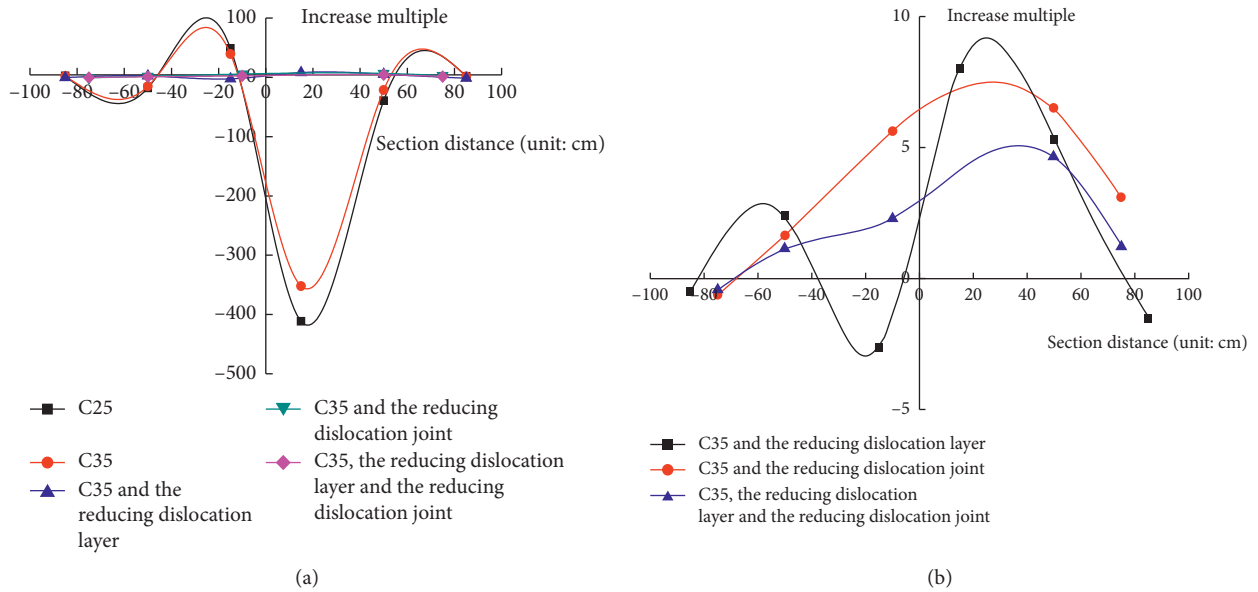 Increase multiple
100
0
–100
–200
–300
–400
–500
–100
–80
–60
–40
–20
20
40
60
80
100
Section distance (unit: cm)
C25
C35
C35 and the
reducing dislocation
layer
C35 and the reducing
dislocation joint
C35, the reducing dislocation
layer and the reducing
dislocation joint
(a)
Increase multiple
10
5
0
–5
–100
–80
–60
–40
–20
0
20
40
60
80
100
Section distance (unit: cm)
C35 and the reducing dislocation layer
C35 and the reducing dislocation joint
C35, the reducing dislocation
layer and the reducing dislocation joint
(b)